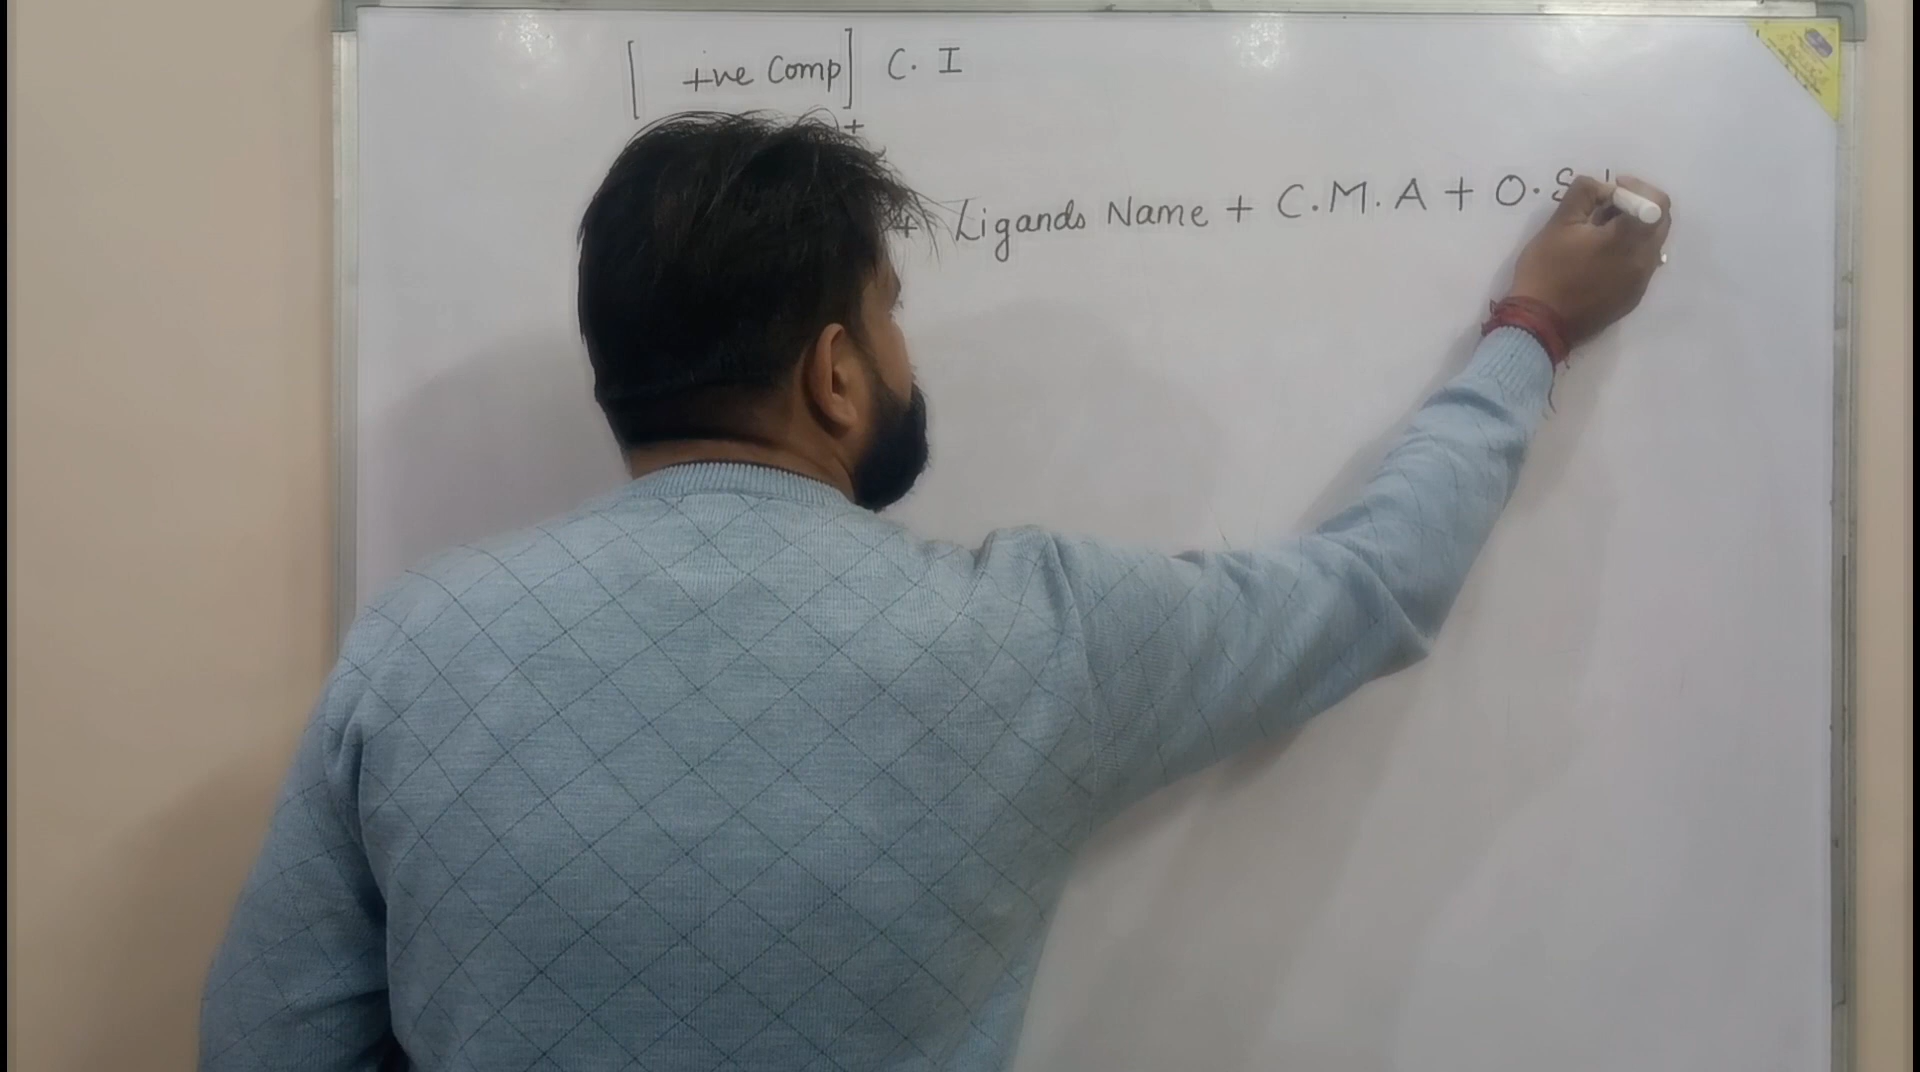 [ +ve Comp] C. I
+
+ Ligands Name + C.M.A + O.S